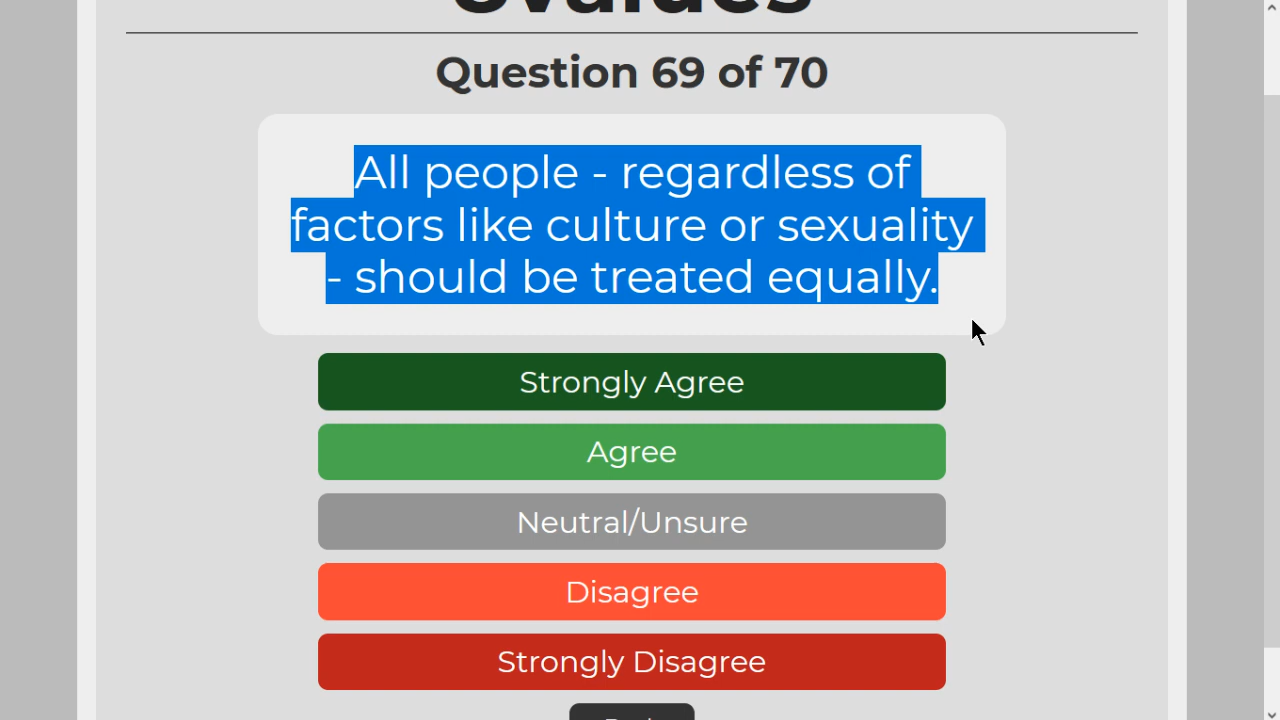 Question 69 of 70
All people - regardless of
factors like culture or sexuality
- should be treated equally.
Strongly Agree
Agree
Neutral/Unsure
Disagree
Strongly Disagree